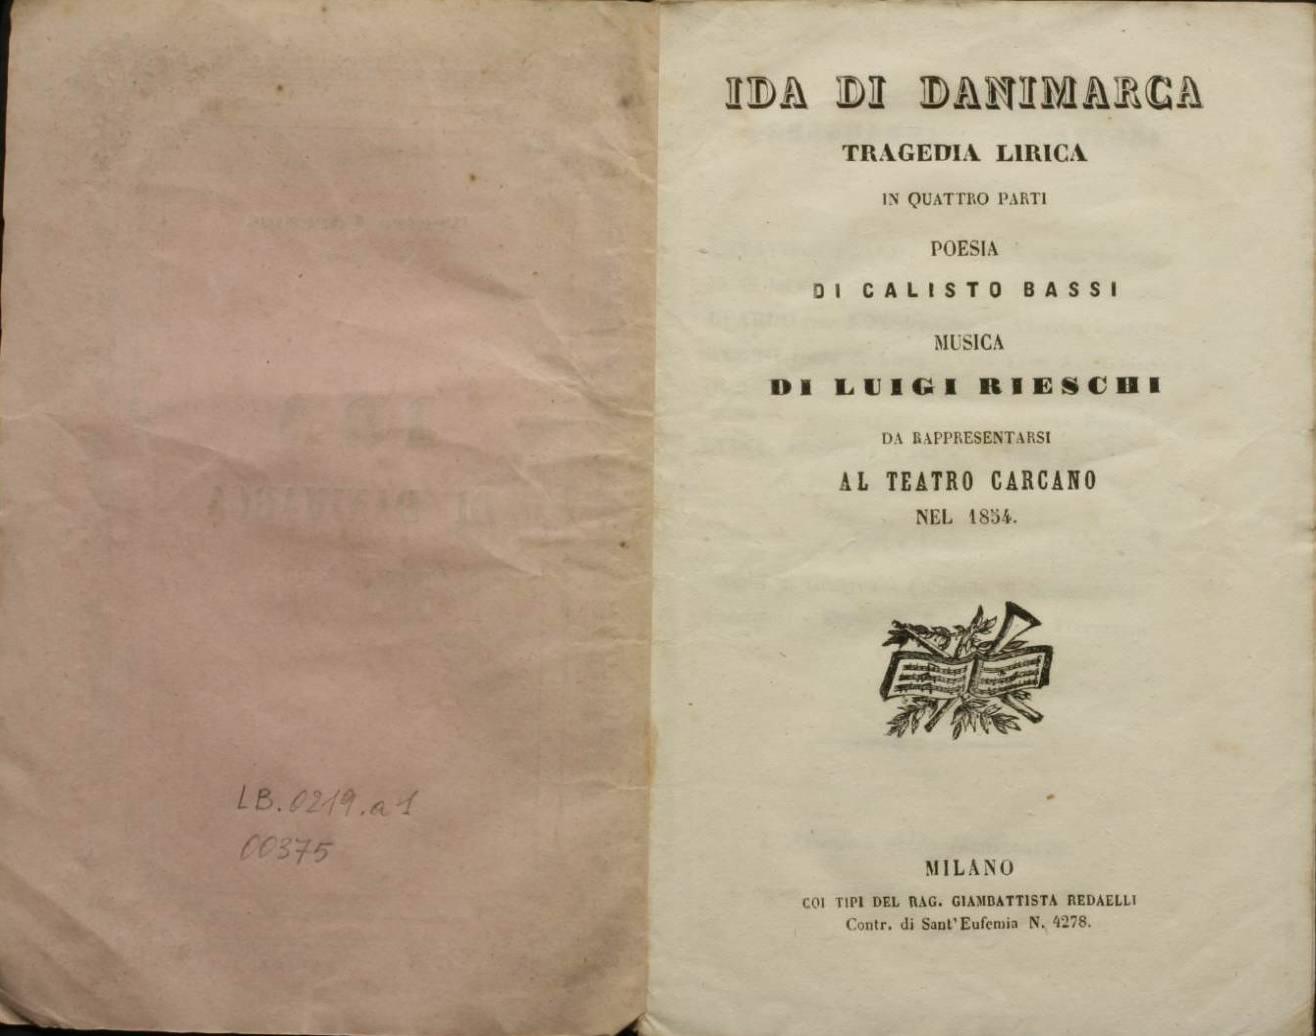 LB.0219.a1
00375
IDA DI DANIMARCA
TRAGEDIA LIRICA
IN QUATTRO PARTI
POESIA
DI CALISTO BASSI
MUSICA
DI LUIGI RIESCHI
DA RAPPRESENTARSI
AL TEATRO CARCANO
NEL 1854.
MILANO
COI TIPI DEL RAG. GIAMBATTISTA REDAELLI
Contr. di Sant'Eufemia N. 4278.